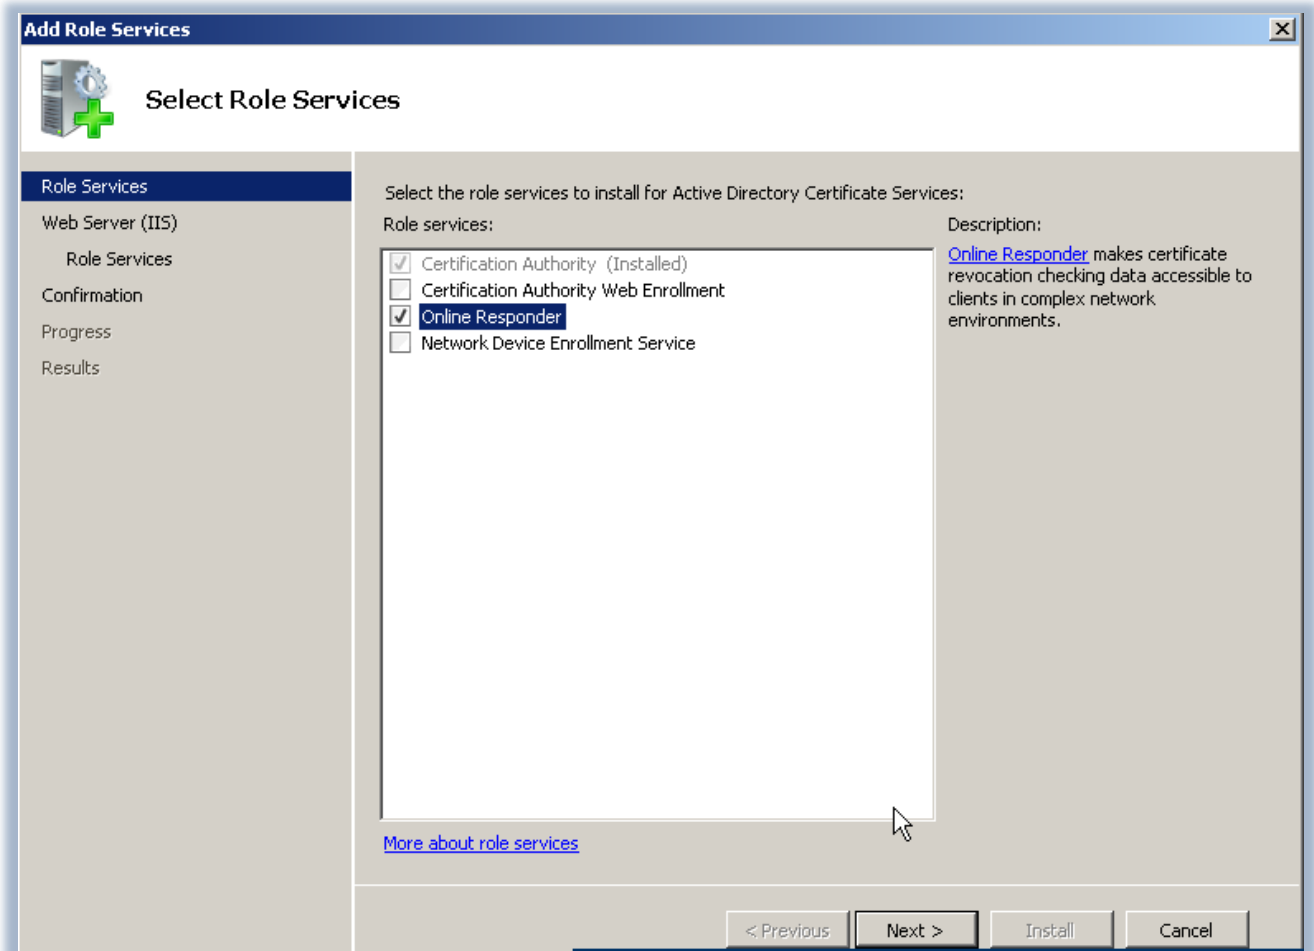 Add Role Services
Select Role Services
Role Services
Web Server (IIS)
Role Services
Confirmation
Progress
Results
Select the role services to install for Active Directory Certificate Services:
Role services:
Certification Authority (Installed)
Certification Authority Web Enrollment
Online Responder
Network Device Enrollment Service
More about role services
Description:
Online Responder makes certificate
revocation checking data accessible to
clients in complex network
environments.
< Previous
Next >
Install
Cancel